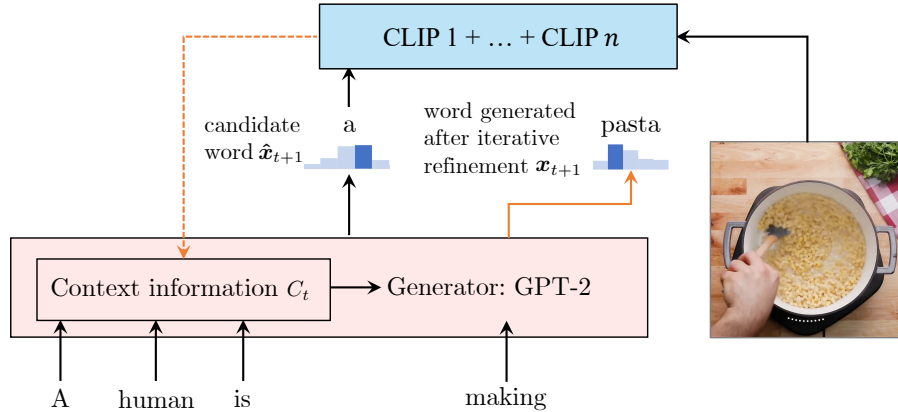 CLIP 1 + … + CLIP n
candidate
word x̂ₜ₊₁
a
word generated
after iterative
refinement xₜ₊₁
pasta
Context information Cₜ
Generator: GPT-2
A
human
is
making